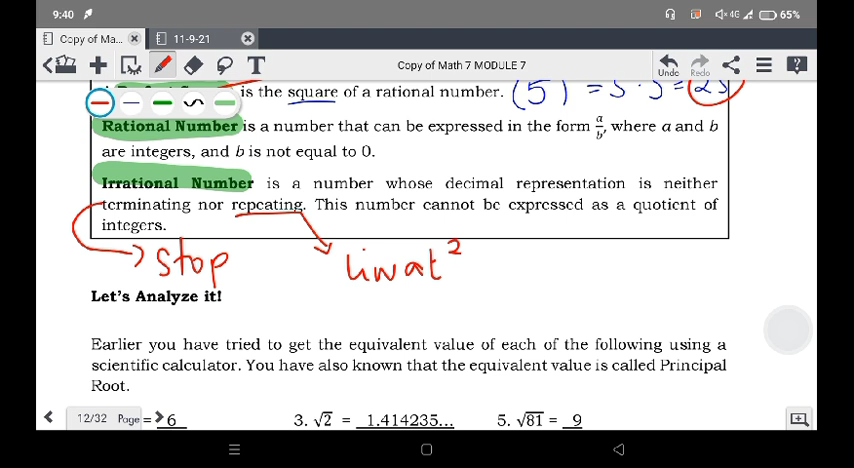 9:40 4G 65%
Copy of Ma... 11-9-21
Copy of Math 7 MODULE 7
Undo Redo
is the square of a rational number. (5) = 5 · 5 = 25
Rational Number is a number that can be expressed in the form a/b, where a and b
are integers, and b is not equal to 0.
Irrational Number is a number whose decimal representation is neither
terminating nor repeating. This number cannot be expressed as a quotient of
integers.
stop liwat²
Let's Analyze it!
Earlier you have tried to get the equivalent value of each of the following using a
scientific calculator. You have also known that the equivalent value is called Principal
Root.
12/32 Page = 6 3. √2 = 1.414235... 5. √81 = 9